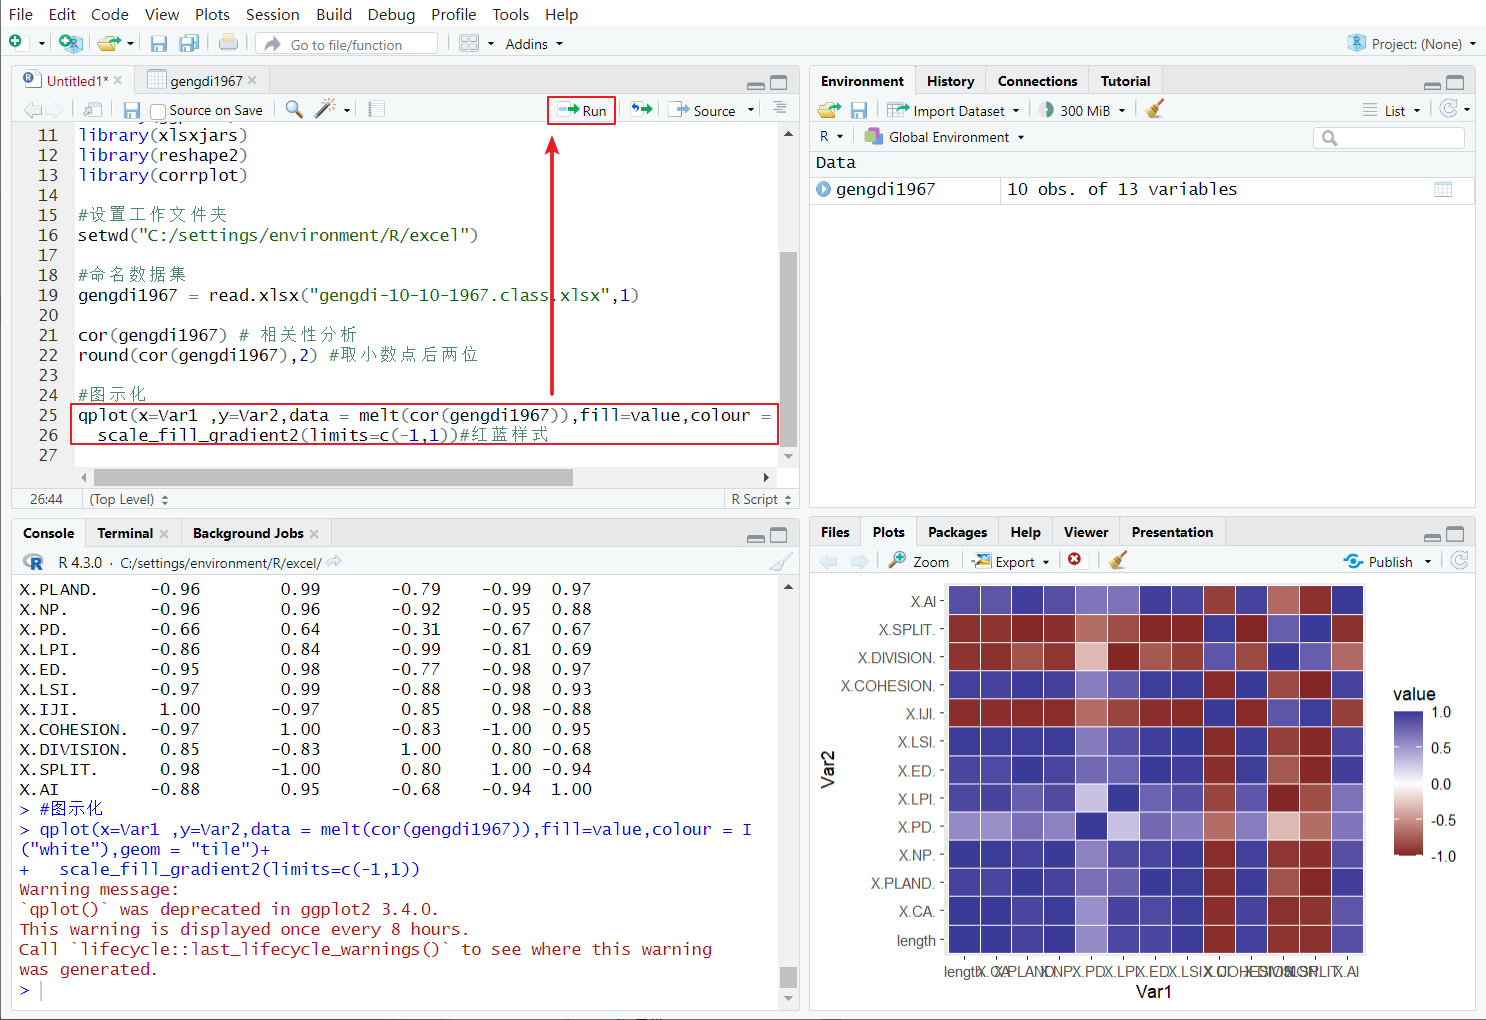 File Edit Code View Plots Session Build Debug Profile Tools Help
Go to file/function Addins Project: (None)
Untitled1* gengdi1967
Source on Save Run Source
11 library(xlsxjars)
12 library(reshape2)
13 library(corrplot)
14
15 #设置工作文件夹
16 setwd("C:/settings/environment/R/excel")
17
18 #命名数据集
19 gengdi1967 = read.xlsx("gengdi-10-10-1967.class.xlsx",1)
20
21 cor(gengdi1967) # 相关性分析
22 round(cor(gengdi1967),2) #取小数点后两位
23
24 #图示化
25 qplot(x=Var1 ,y=Var2,data = melt(cor(gengdi1967)),fill=value,colour =
26 scale_fill_gradient2(limits=c(-1,1))#红蓝样式
27
26:44 (Top Level) R Script
Console Terminal Background Jobs
R 4.3.0 · C:/settings/environment/R/excel/
X.PLAND. -0.96 0.99 -0.79 -0.99 0.97
X.NP. -0.96 0.96 -0.92 -0.95 0.88
X.PD. -0.66 0.64 -0.31 -0.67 0.67
X.LPI. -0.86 0.84 -0.99 -0.81 0.69
X.ED. -0.95 0.98 -0.77 -0.98 0.97
X.LSI. -0.97 0.99 -0.88 -0.98 0.93
X.IJI. 1.00 -0.97 0.85 0.98 -0.88
X.COHESION. -0.97 1.00 -0.83 -1.00 0.95
X.DIVISION. 0.85 -0.83 1.00 0.80 -0.68
X.SPLIT. 0.98 -1.00 0.80 1.00 -0.94
X.AI -0.88 0.95 -0.68 -0.94 1.00
> #图示化
> qplot(x=Var1 ,y=Var2,data = melt(cor(gengdi1967)),fill=value,colour = I
("white"),geom = "tile")+
+ scale_fill_gradient2(limits=c(-1,1))
Warning message:
`qplot()` was deprecated in ggplot2 3.4.0.
This warning is displayed once every 8 hours.
Call `lifecycle::last_lifecycle_warnings()` to see where this warning
was generated.
>
Environment History Connections Tutorial
Import Dataset 300 MiB List
R Global Environment
Data
gengdi1967 10 obs. of 13 variables
Files Plots Packages Help Viewer Presentation
Zoom Export Publish
X.AI
X.SPLIT.
X.DIVISION.
X.COHESION.
X.IJI.
X.LSI.
X.ED.
X.LPI.
X.PD.
X.NP.
X.PLAND.
X.CA.
length
Var2
length X.CA. X.PLAND. X.NP. X.PD. X.LPI. X.ED. X.LSI. X.IJI. X.COHESION. X.DIVISION. X.SPLIT. X.AI
Var1
value
1.0
0.5
0.0
-0.5
-1.0